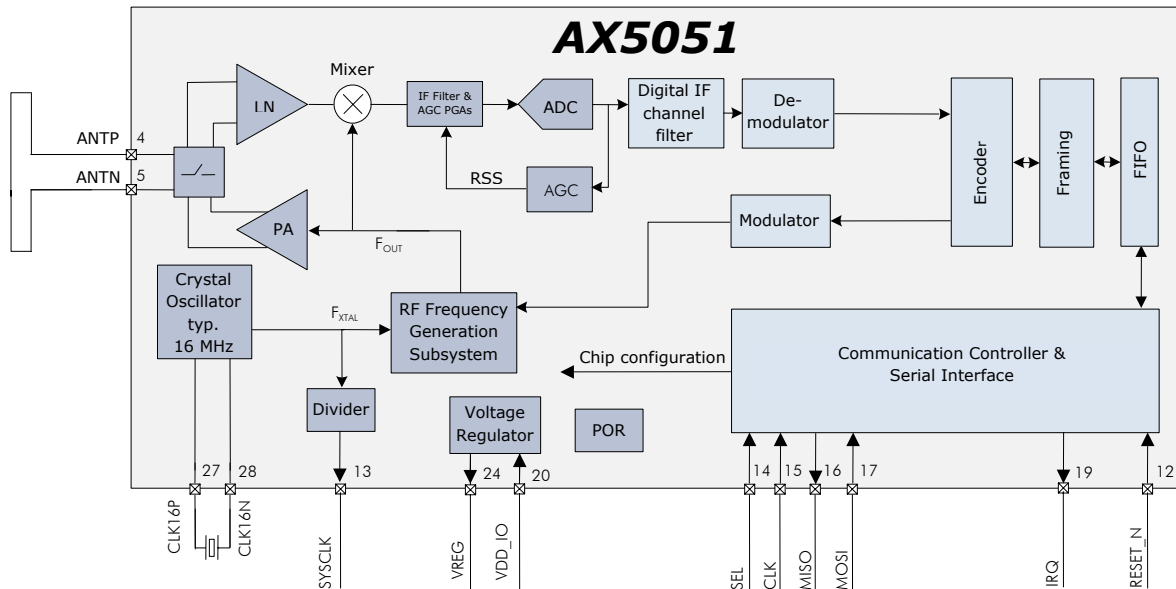 AX5051
Mixer
LN
IF Filter &
AGC PGAs
ADC
Digital IF
channel
filter
De-
modulator
Encoder
Framing
FIFO
ANTP
4
ANTN
5
RSS
AGC
PA
Modulator
FOUT
Crystal
Oscillator
typ.
16 MHz
FXTAL
RF Frequency
Generation
Subsystem
Chip configuration
Communication Controller &
Serial Interface
Divider
Voltage
Regulator
POR
27
28
13
24
20
14
15
16
17
19
12
CLK16P
CLK16N
SYSCLK
VREG
VDD_IO
SEL
CLK
MISO
MOSI
IRQ
RESET_N